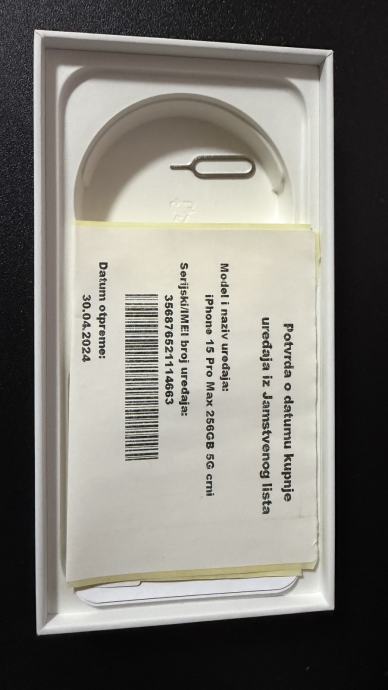 Potvrda o datumu kupnje
uređaja iz Jamstvenog lista
Model i naziv uređaja:
iPhone 15 Pro Max 256GB 5G crni
Serijski/IMEI broj uređaja:
356876521114663
Datum otpreme:
30.04.2024